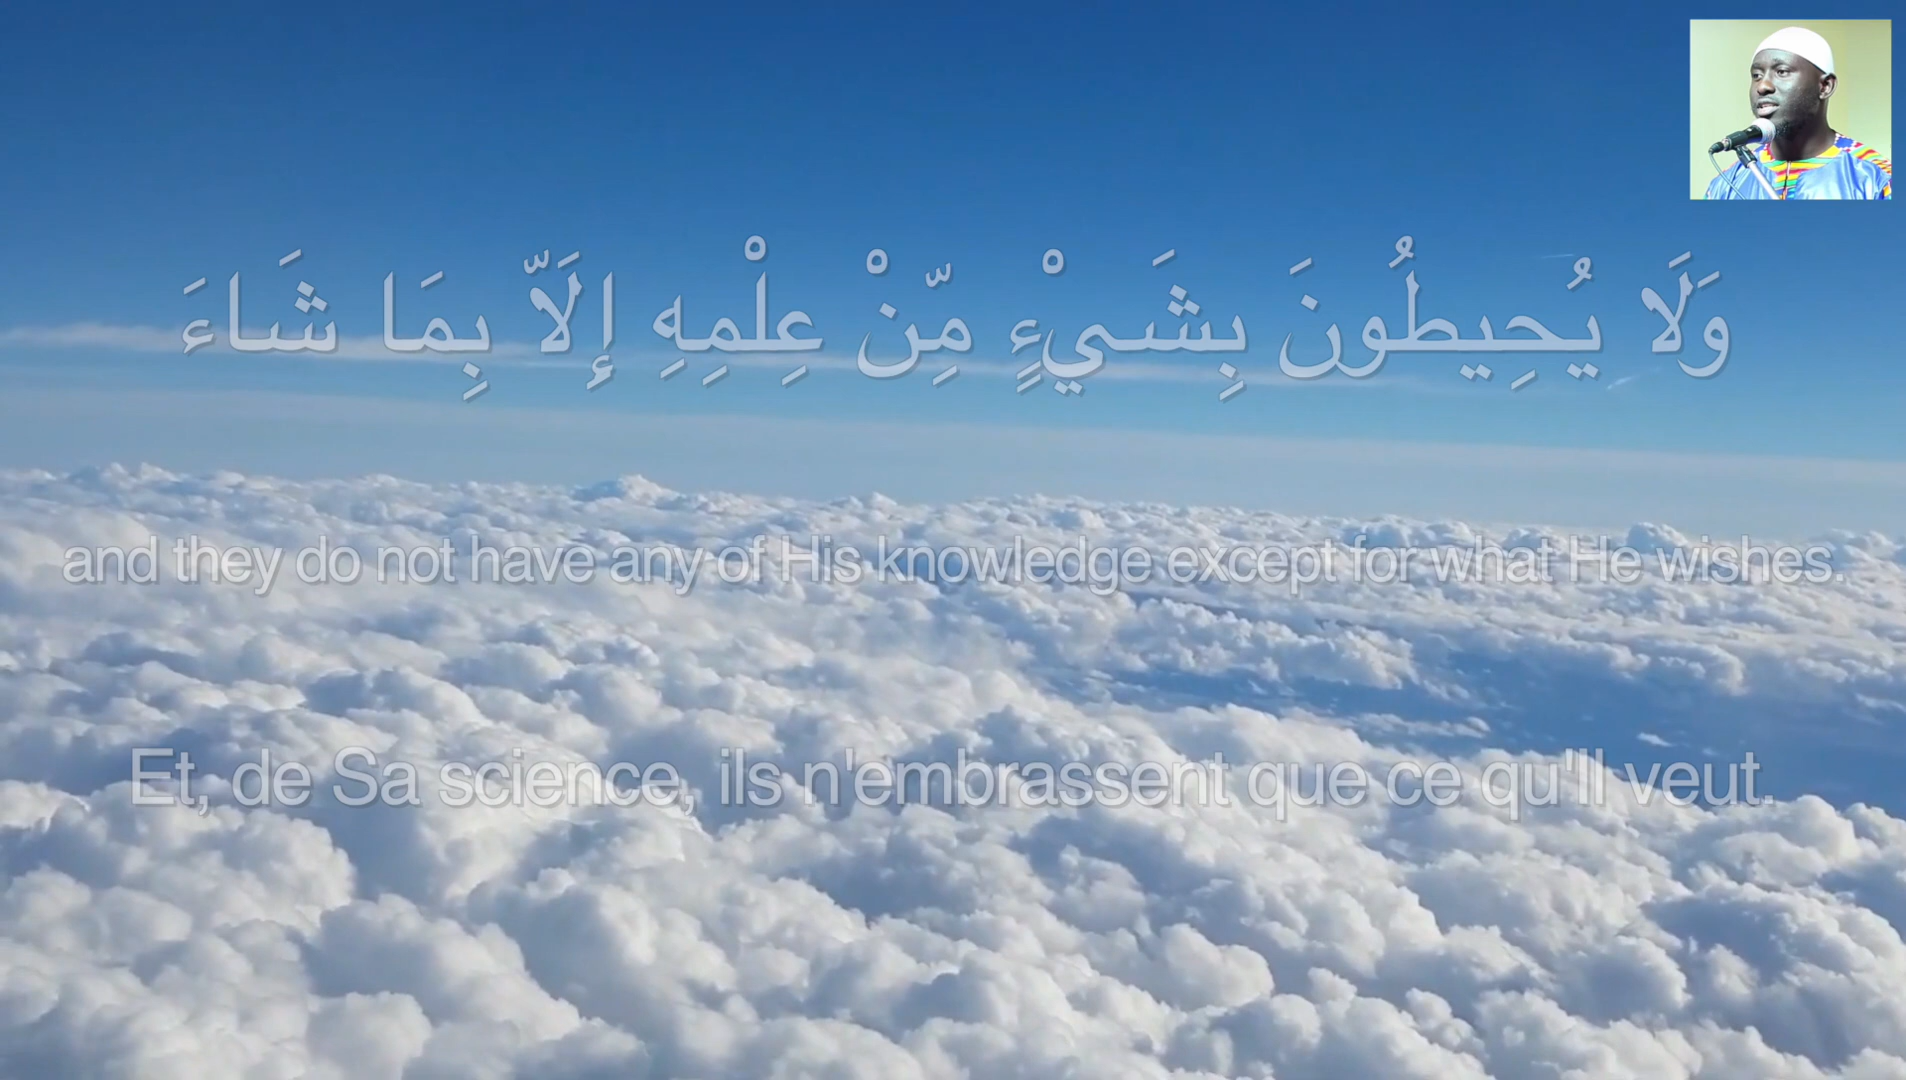 وَلَا يُحِيطُونَ بِشَيْءٍ مِّنْ عِلْمِهِ إِلَّا بِمَا شَاءَ
and they do not have any of His knowledge except for what He wishes.
Et, de Sa science, ils n'embrassent que ce qu'Il veut.